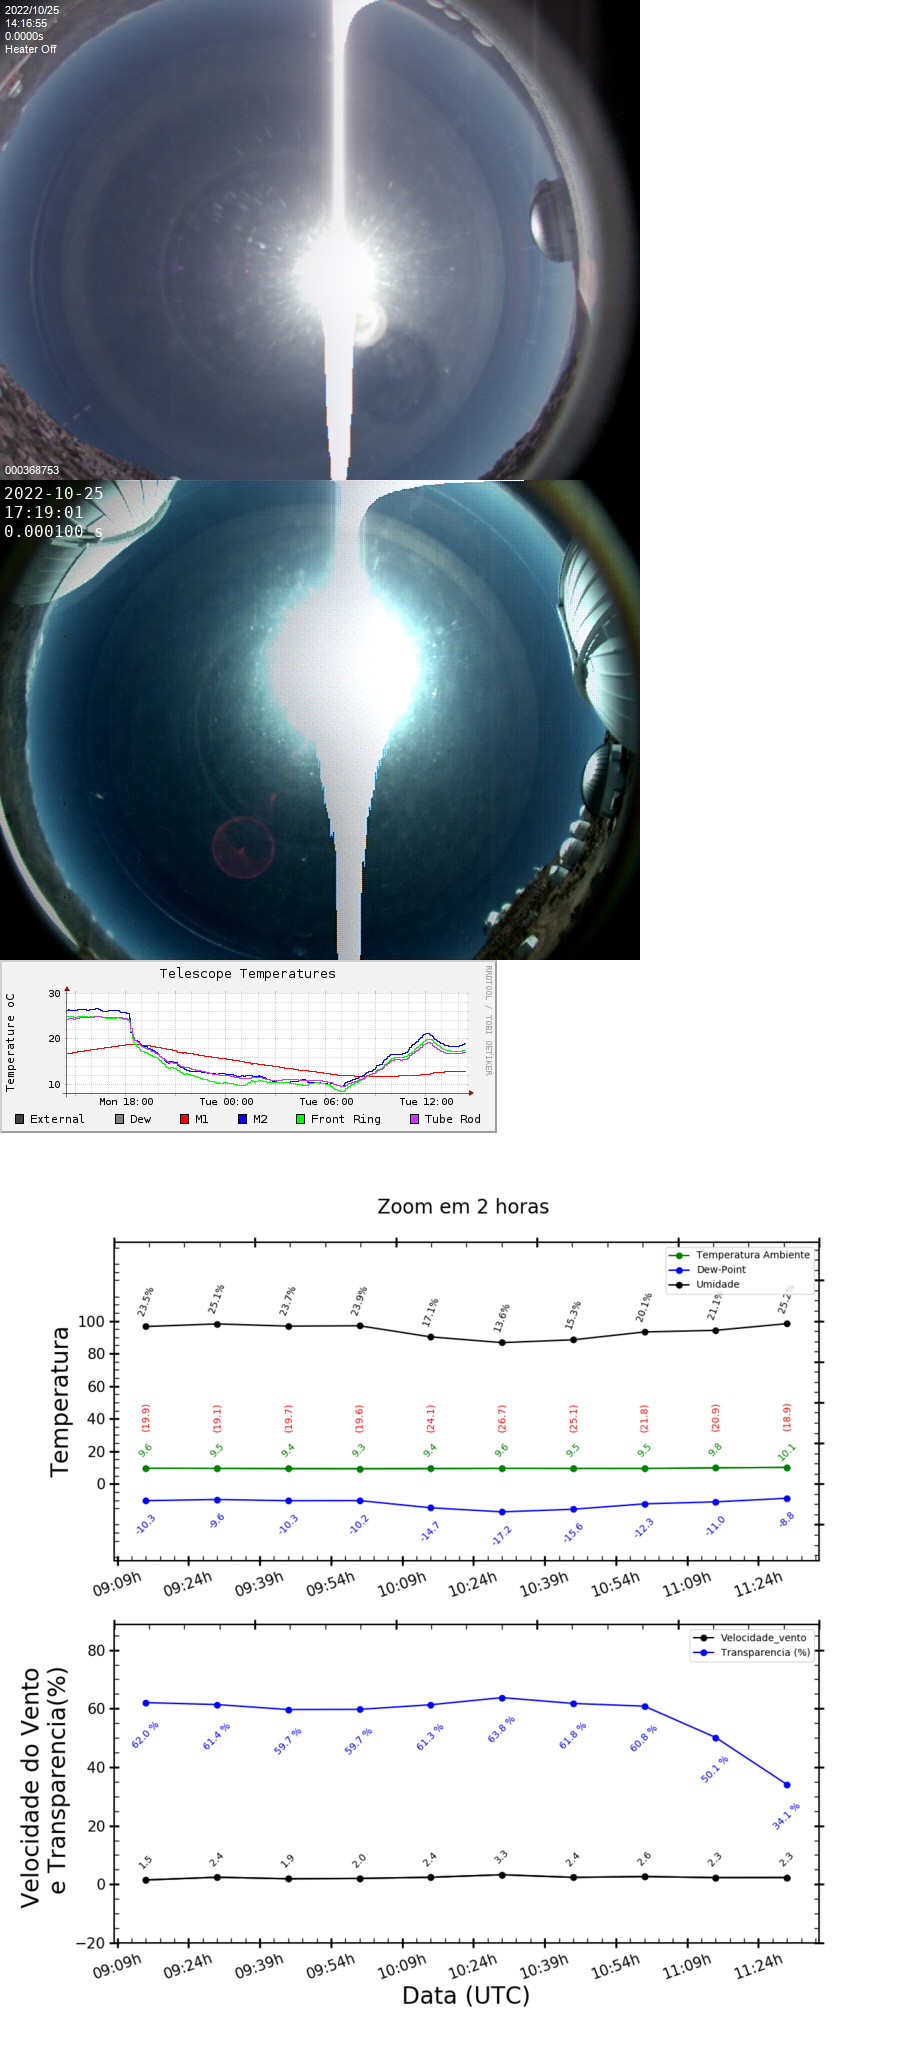 2022/10/25
14:16:55
0.0000s
Heater Off
000368753
2022-10-25
17:19:01
0.000100 s
Telescope Temperatures
RRDTOOL / TOBI OETIKER
Temperature oC
30
20
10
Mon 18:00 Tue 00:00 Tue 06:00 Tue 12:00
External Dew M1 M2 Front Ring Tube Rod
Zoom em 2 horas
Temperatura Ambiente
Dew-Point
Umidade
23.5% 25.1% 23.7% 23.9% 17.1% 13.6% 15.3% 20.1% 21.1% 25.2%
Temperatura
100
80
60
40
20
0
(19.9) (19.1) (19.7) (19.6) (24.1) (26.7) (25.1) (21.8) (20.9) (18.9)
9.6 9.5 9.4 9.3 9.4 9.6 9.5 9.5 9.8 10.1
-10.3 -9.6 -10.3 -10.2 -14.7 -17.2 -15.6 -12.3 -11.0 -8.8
09:09h 09:24h 09:39h 09:54h 10:09h 10:24h 10:39h 10:54h 11:09h 11:24h
Velocidade_vento
Transparencia (%)
Velocidade do Vento
e Transparencia(%)
80
60
40
20
0
−20
62.0 % 61.4 % 59.7 % 59.7 % 61.3 % 63.8 % 61.8 % 60.8 % 50.1 % 34.1 %
1.5 2.4 1.9 2.0 2.4 3.3 2.4 2.6 2.3 2.3
09:09h 09:24h 09:39h 09:54h 10:09h 10:24h 10:39h 10:54h 11:09h 11:24h
Data (UTC)